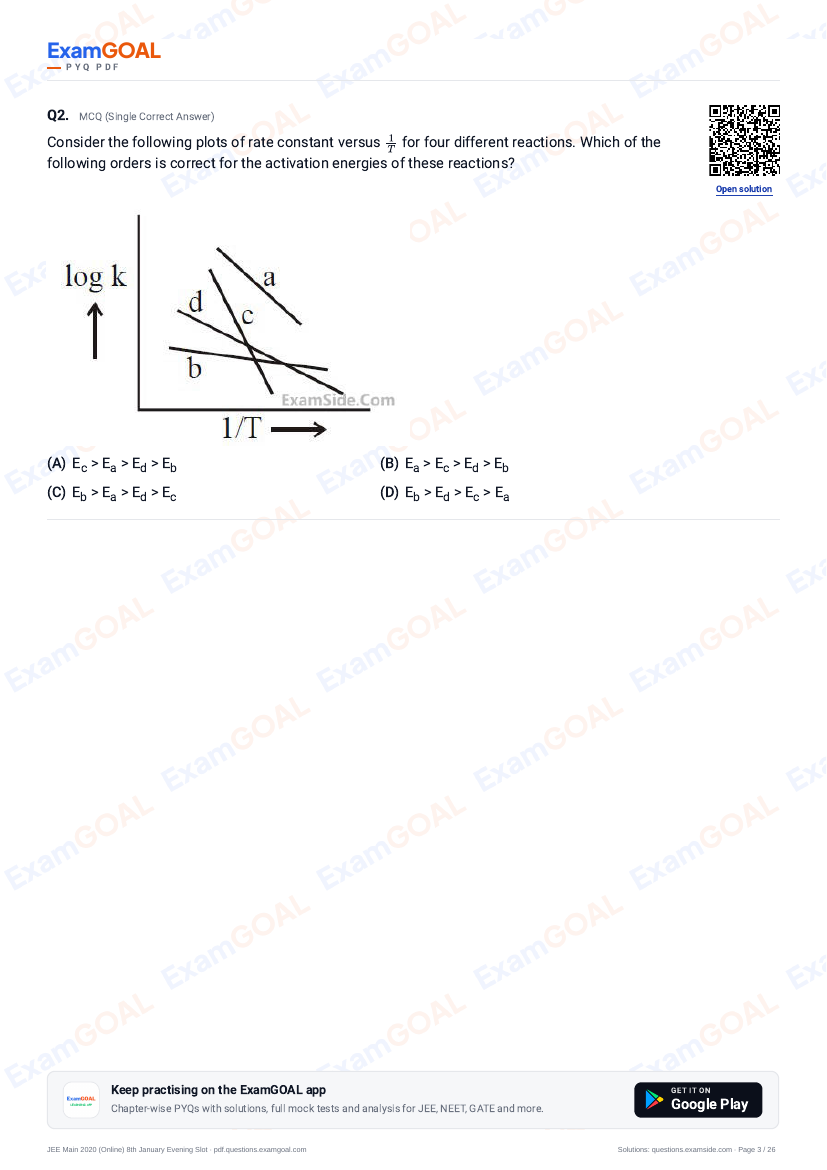 ExamGOAL
PYQ PDF
Q2. MCQ (Single Correct Answer)
Consider the following plots of rate constant versus 1/T for four different reactions. Which of the
following orders is correct for the activation energies of these reactions?
Open solution
log k
a
d
c
b
ExamSide.Com
1/T
(A) Ec > Ea > Ed > Eb
(B) Ea > Ec > Ed > Eb
(C) Eb > Ea > Ed > Ec
(D) Eb > Ed > Ec > Ea
ExamGOAL
Keep practising on the ExamGOAL app
Chapter-wise PYQs with solutions, full mock tests and analysis for JEE, NEET, GATE and more.
GET IT ON
Google Play
JEE Main 2020 (Online) 8th January Evening Slot · pdf.questions.examgoal.com
Solutions: questions.examside.com · Page 3 / 26